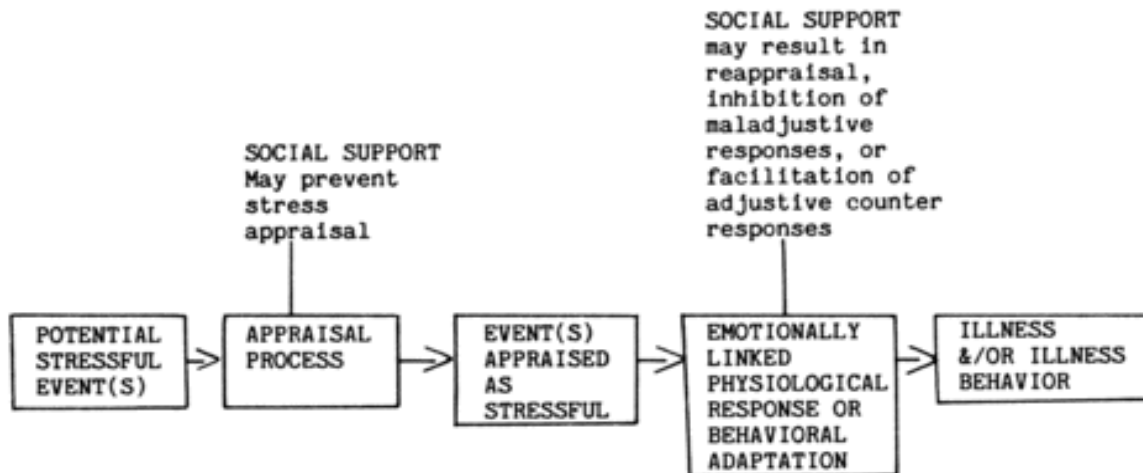 SOCIAL SUPPORT
may result in
reappraisal,
inhibition of
maladjustive
responses, or
facilitation of
adjustive counter
responses
SOCIAL SUPPORT
May prevent
stress
appraisal
POTENTIAL
STRESSFUL
EVENT(S)
APPRAISAL
PROCESS
EVENT(S)
APPRAISED
AS
STRESSFUL
EMOTIONALLY
LINKED
PHYSIOLOGICAL
RESPONSE OR
BEHAVIORAL
ADAPTATION
ILLNESS
&/OR ILLNESS
BEHAVIOR